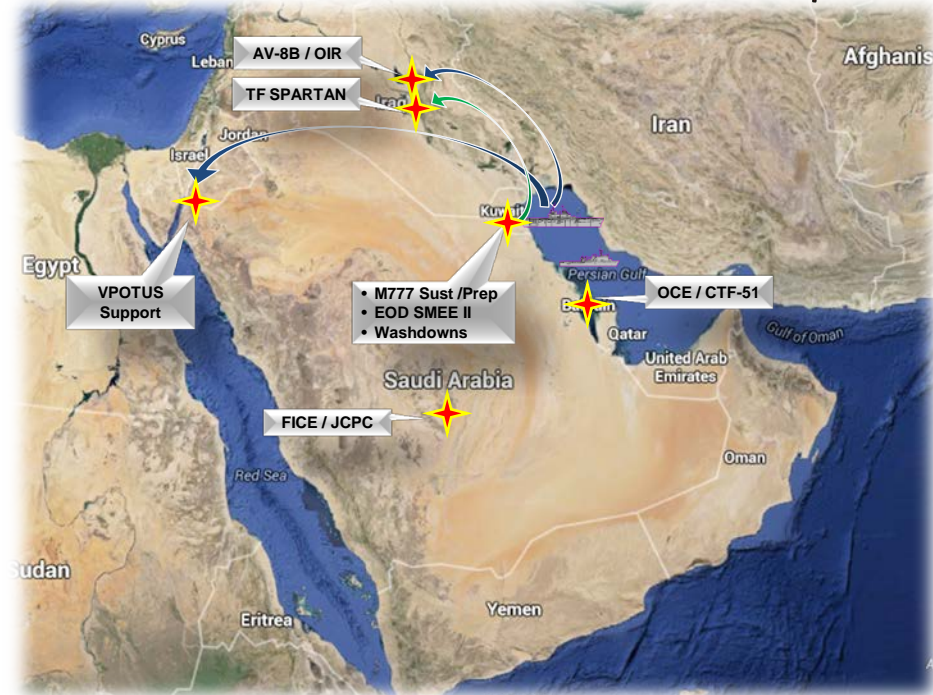 Cyprus
AV-8B / OIR
Afghanis
Leban
TF SPARTAN
Iraq
Iran
Jordan
Israel
Kuwait
Egypt
VPOTUS
Support
• M777 Sust /Prep
• EOD SMEE II
• Washdowns
Persian Gulf
OCE / CTF-51
Qatar
Gulf of Oman
United Arab
Emirates
Saudi Arabia
FICE / JCPC
Oman
Red Sea
Sudan
Yemen
Eritrea